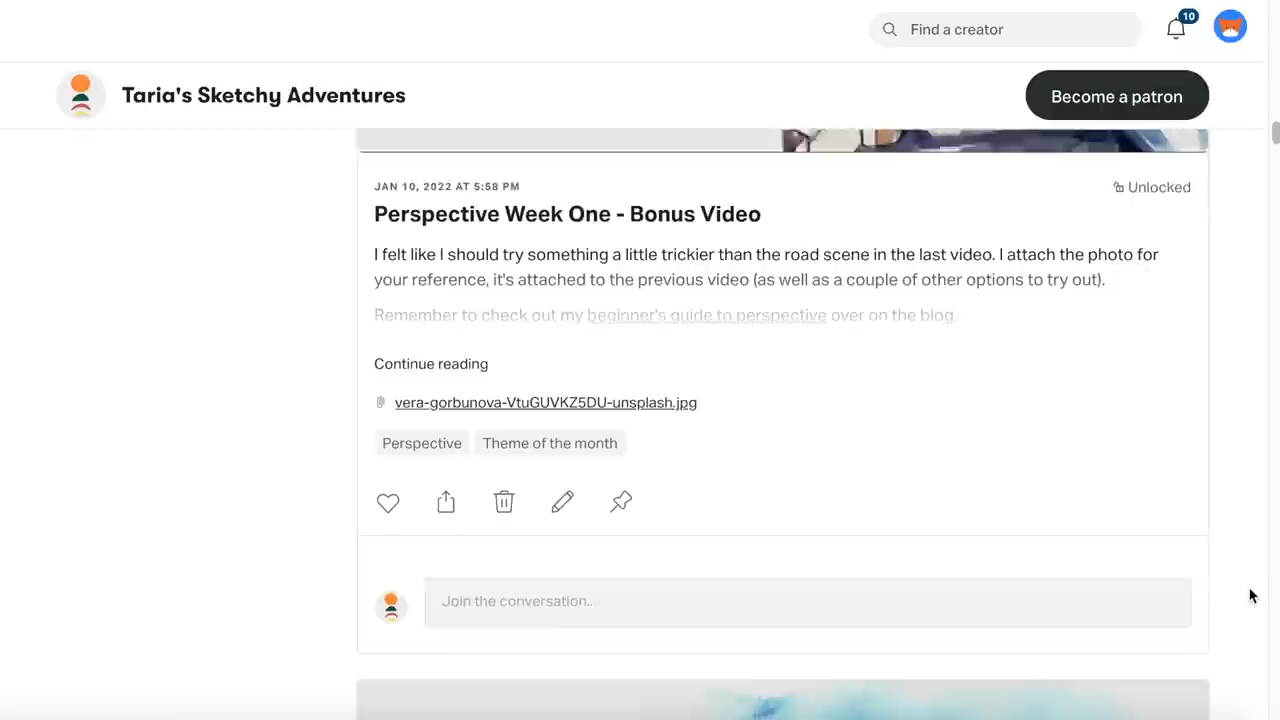 Find a creator
10
Taria's Sketchy Adventures
Become a patron
JAN 10, 2022 AT 5:58 PM
Unlocked
Perspective Week One - Bonus Video
I felt like I should try something a little trickier than the road scene in the last video. I attach the photo for
your reference, it's attached to the previous video (as well as a couple of other options to try out).
Remember to check out my beginner's guide to perspective over on the blog.
Continue reading
vera-gorbunova-VtuGUVKZ5DU-unsplash.jpg
Perspective
Theme of the month
Join the conversation..